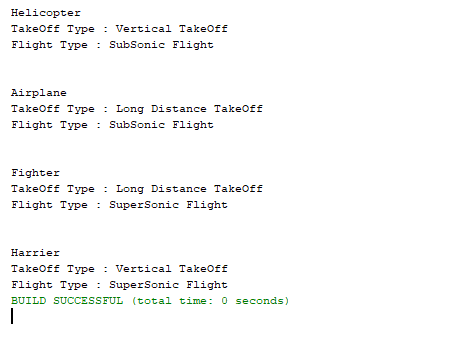 Helicopter
TakeOff Type : Vertical TakeOff
Flight Type : SubSonic Flight
Airplane
TakeOff Type : Long Distance TakeOff
Flight Type : SubSonic Flight
Fighter
TakeOff Type : Long Distance TakeOff
Flight Type : SuperSonic Flight
Harrier
TakeOff Type : Vertical TakeOff
Flight Type : SuperSonic Flight
BUILD SUCCESSFUL (total time: 0 seconds)